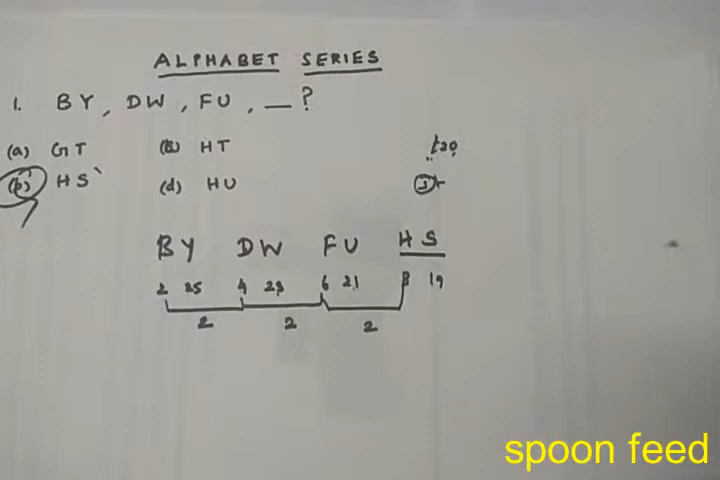 ALPHABET SERIES
1. BY, DW, FU, __ ?
(a) GT HT
(b) HS (d) HU
BY DW FU HS
2 25 4 23 6 21 8 19
2 2 2
spoon feed